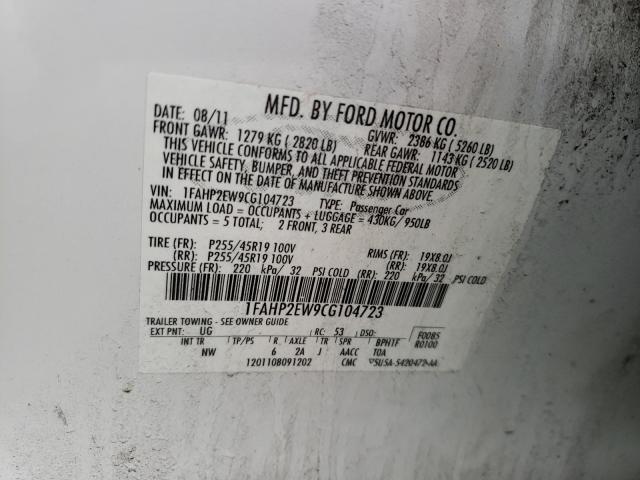 MFD. BY FORD MOTOR CO.
DATE: 08/11 GVWR: 2386 KG ( 5260 LB)
FRONT GAWR: 1279 KG ( 2820 LB) REAR GAWR: 1143 KG ( 2520 LB)
THIS VEHICLE CONFORMS TO ALL APPLICABLE FEDERAL MOTOR
VEHICLE SAFETY, BUMPER, AND THEFT PREVENTION STANDARDS
IN EFFECT ON THE DATE OF MANUFACTURE SHOWN ABOVE.
VIN: 1FAHP2EW9CG104723 TYPE: Passenger Car
MAXIMUM LOAD = OCCUPANTS + LUGGAGE = 430KG/ 950LB
OCCUPANTS = 5 TOTAL; 2 FRONT, 3 REAR
TIRE (FR): P255/45R19 100V RIMS (FR): 19X8.0J
(RR): P255/45R19 100V (RR): 19X8.0J
PRESSURE (FR): 220 kPa/ 32 PSI COLD (RR): 220 kPa/ 32 PSI COLD
1FAHP2EW9CG104723
TRAILER TOWING - SEE OWNER GUIDE
EXT PNT: UG RC: 53 DSO: F0085
R0100
INT TR TP/PS R AXLE TR SPR BPH1F
NW 6 2A J AACC TOA
1201108091202 CMC 5U5A-5420472-AA